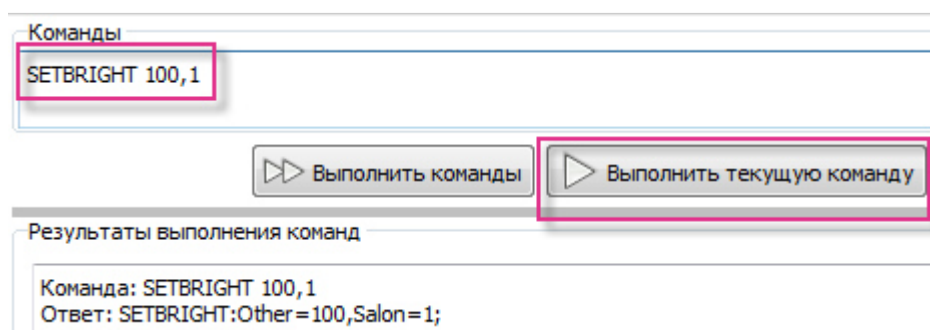 Команды
SETBRIGHT 100,1
Выполнить команды
Выполнить текущую команду
Результаты выполнения команд
Команда: SETBRIGHT 100,1
Ответ: SETBRIGHT:Other=100,Salon=1;